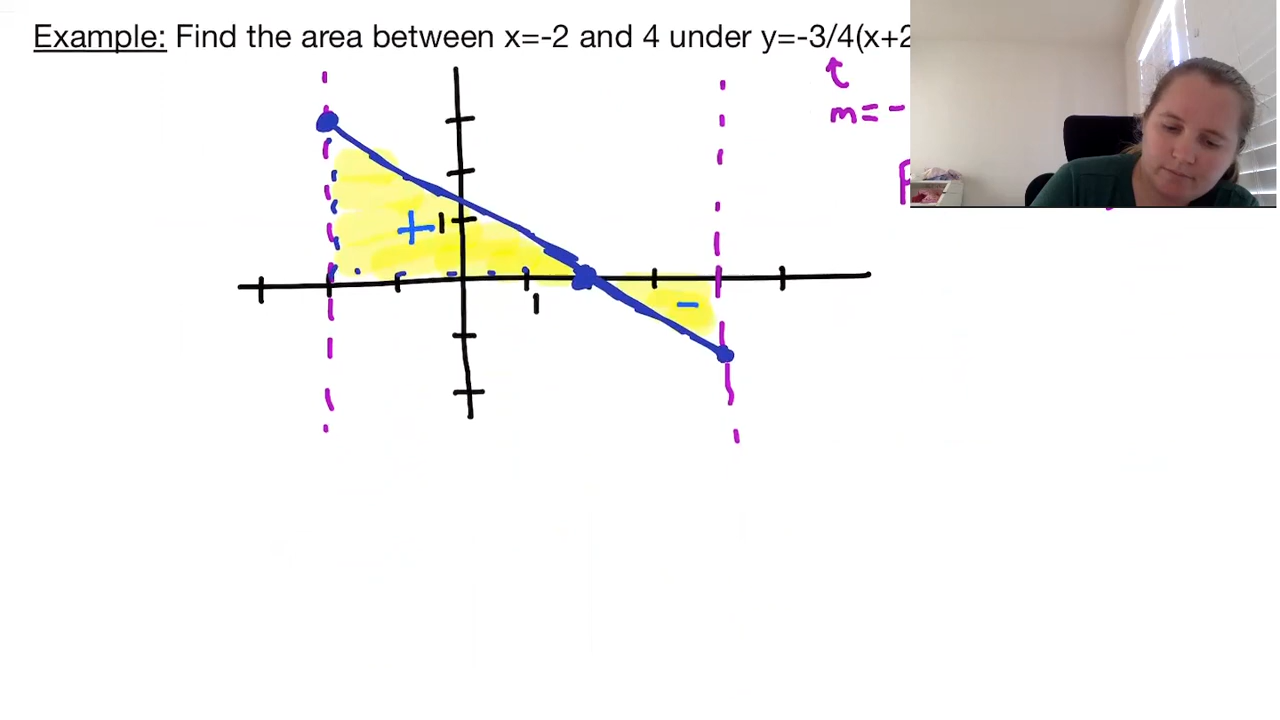 Example: Find the area between x=-2 and 4 under y=-3/4(x+2
m=-
+
1
-
1